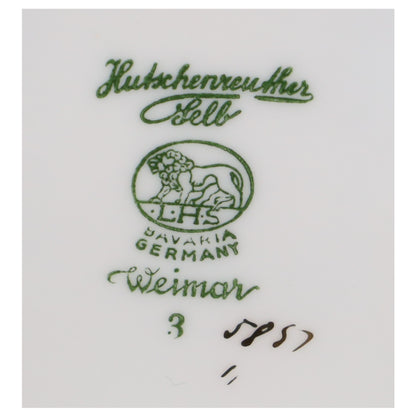 Hutschenreuther
Selb
L.H.S
BAVARIA
GERMANY
Weimar
3 5857